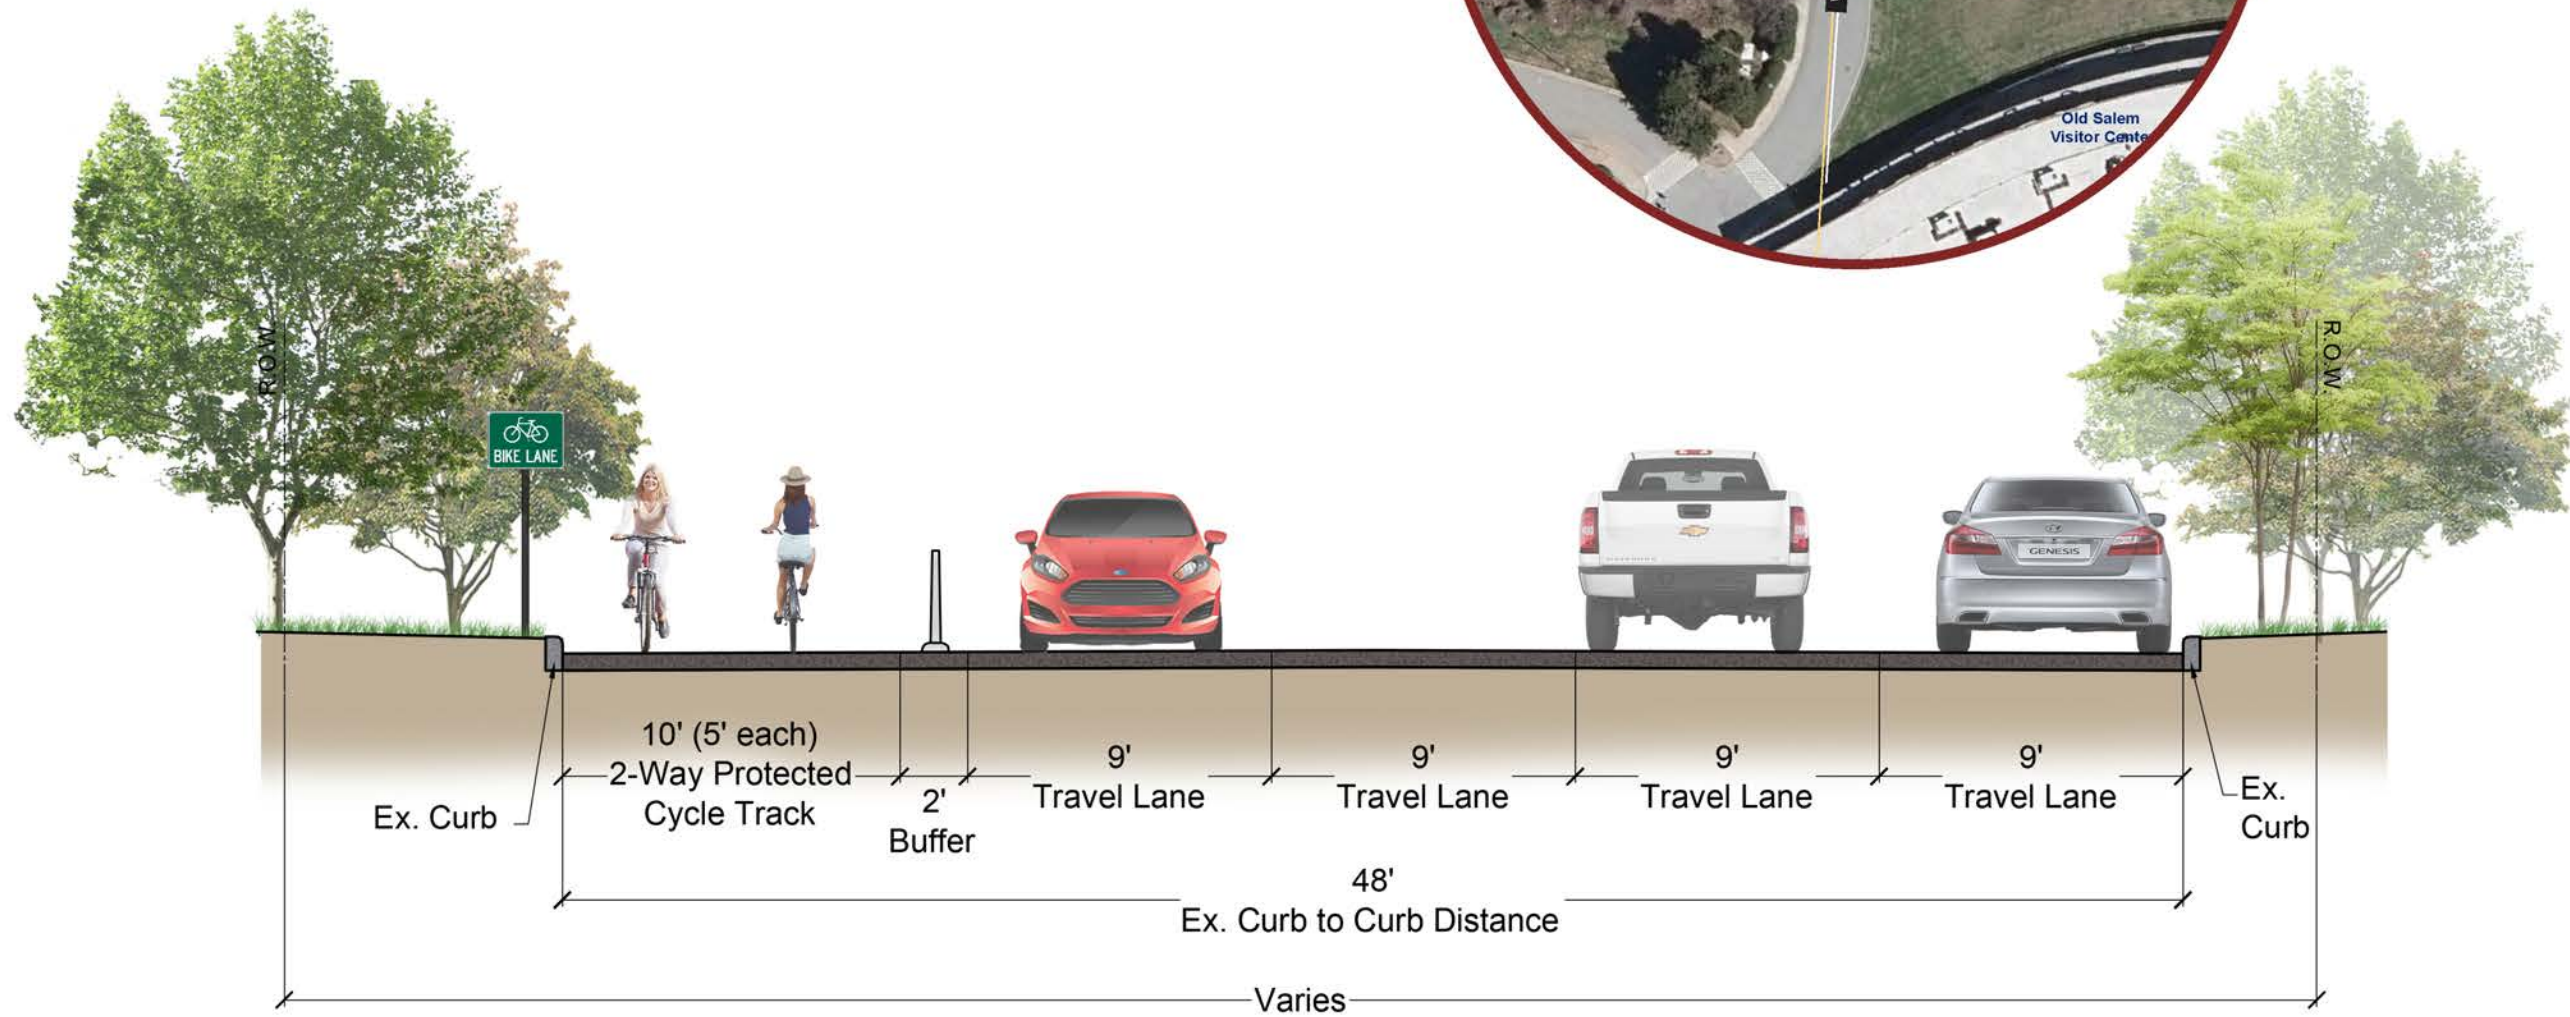 Old Salem
Visitor Cente
R.O.W.
R.O.W.
BIKE LANE
GENESIS
10' (5' each)
2-Way Protected
Cycle Track
2'
Buffer
9'
Travel Lane
9'
Travel Lane
9'
Travel Lane
9'
Travel Lane
Ex. Curb
Ex.
Curb
48'
Ex. Curb to Curb Distance
Varies